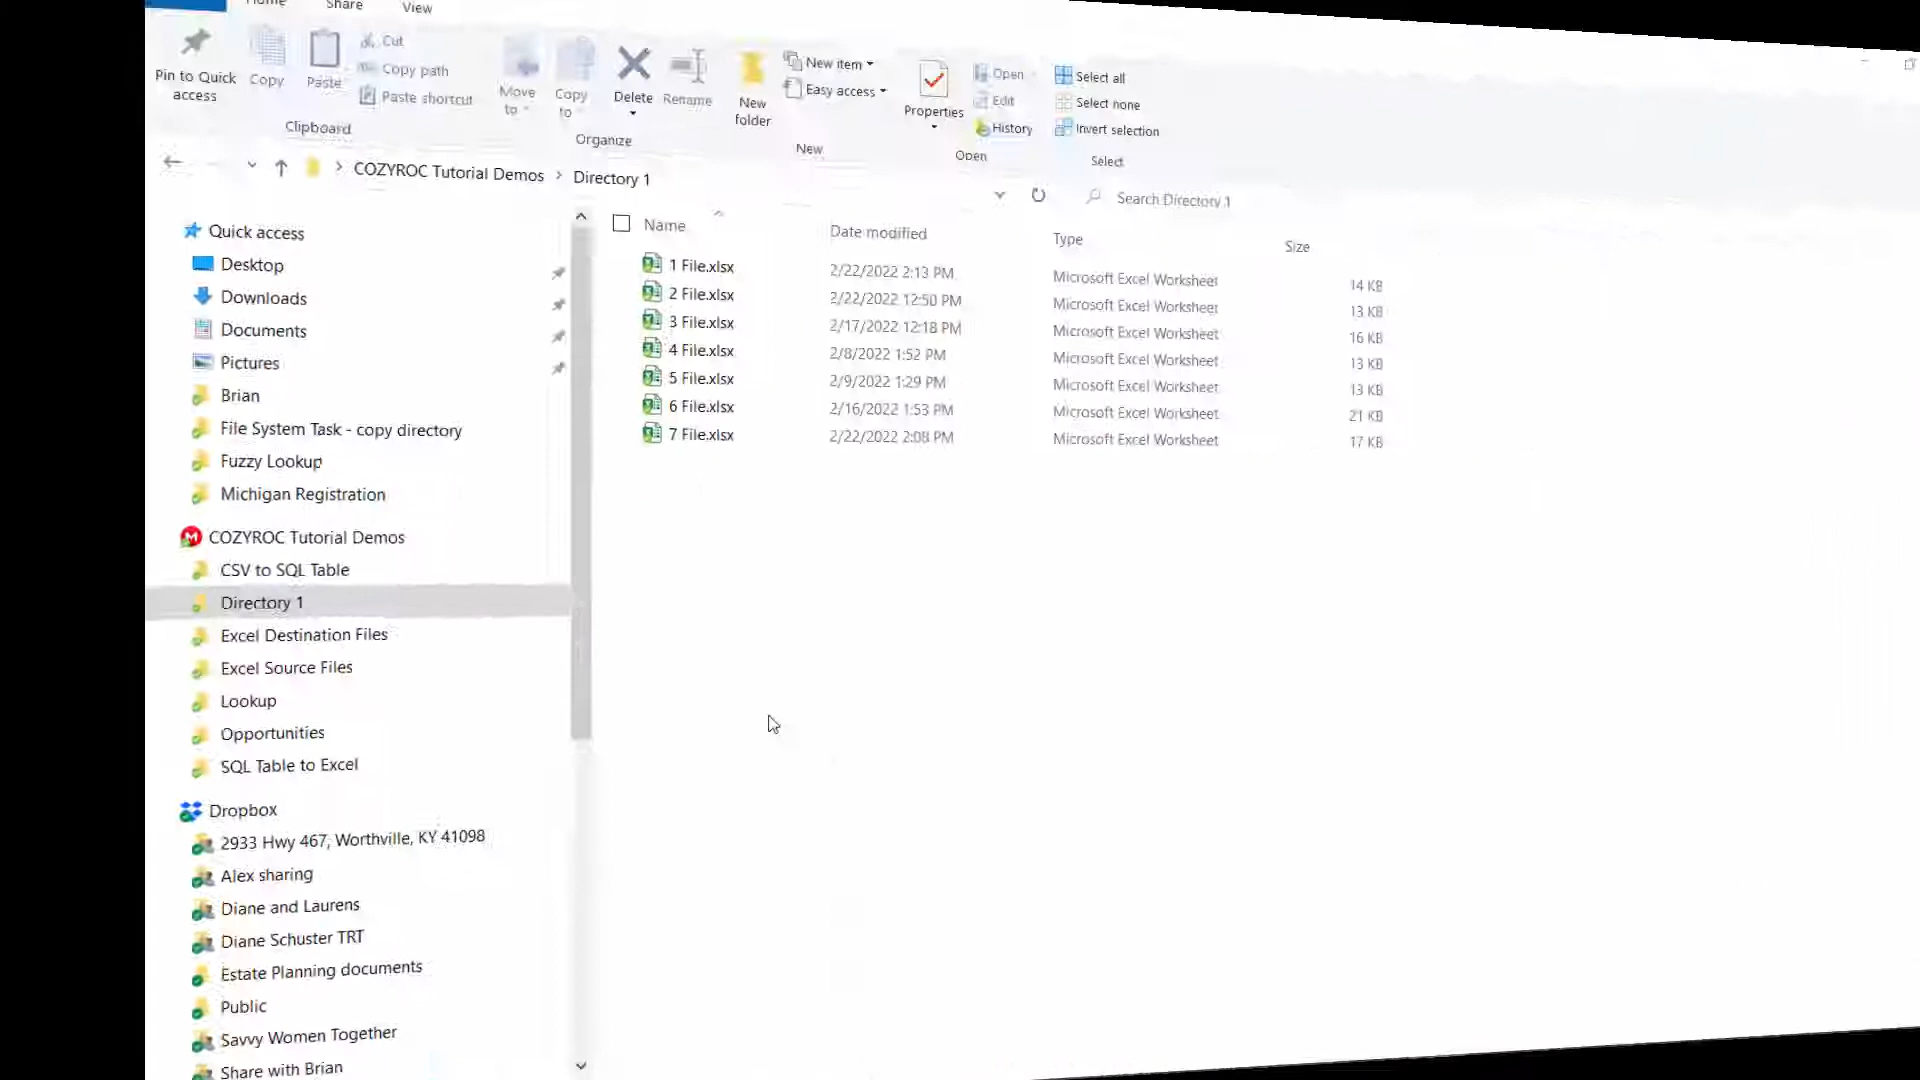 Home Share View
Pin to Quick access
Copy
Paste
Cut
Copy path
Paste shortcut
Clipboard
Move to
Copy to
Delete
Rename
Organize
New folder
New item
Easy access
New
Properties
Open
Edit
History
Open
Select all
Select none
Invert selection
Select
COZYROC Tutorial Demos > Directory 1
Search Directory 1
Quick access
Desktop
Downloads
Documents
Pictures
Brian
File System Task - copy directory
Fuzzy Lookup
Michigan Registration
COZYROC Tutorial Demos
CSV to SQL Table
Directory 1
Excel Destination Files
Excel Source Files
Lookup
Opportunities
SQL Table to Excel
Dropbox
2933 Hwy 467, Worthville, KY 41098
Alex sharing
Diane and Laurens
Diane Schuster TRT
Estate Planning documents
Public
Savvy Women Together
Share with Brian
Name Date modified Type Size
1 File.xlsx 2/22/2022 2:13 PM Microsoft Excel Worksheet 14 KB
2 File.xlsx 2/22/2022 12:50 PM Microsoft Excel Worksheet 13 KB
3 File.xlsx 2/17/2022 12:18 PM Microsoft Excel Worksheet 16 KB
4 File.xlsx 2/8/2022 1:52 PM Microsoft Excel Worksheet 13 KB
5 File.xlsx 2/9/2022 1:29 PM Microsoft Excel Worksheet 13 KB
6 File.xlsx 2/16/2022 1:53 PM Microsoft Excel Worksheet 21 KB
7 File.xlsx 2/22/2022 2:08 PM Microsoft Excel Worksheet 17 KB